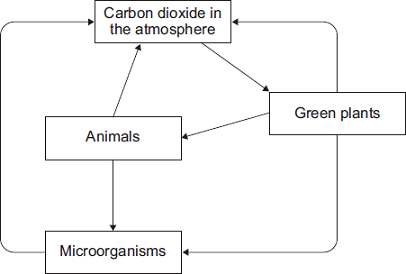 Carbon dioxide in
the atmosphere
Green plants
Animals
Microorganisms